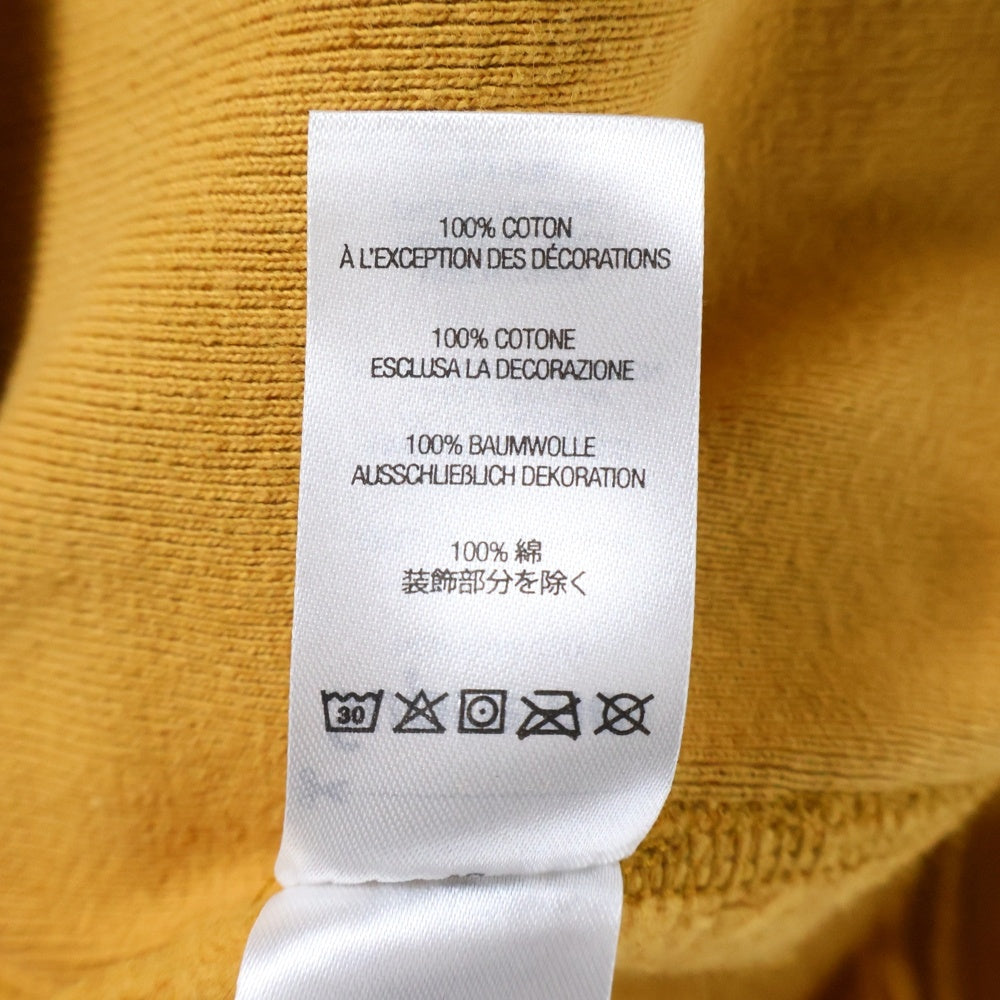 100% COTON
À L'EXCEPTION DES DÉCORATIONS
100% COTONE
ESCLUSA LA DECORAZIONE
100% BAUMWOLLE
AUSSCHLIEßLICH DEKORATION
100% 綿
装飾部分を除く
30